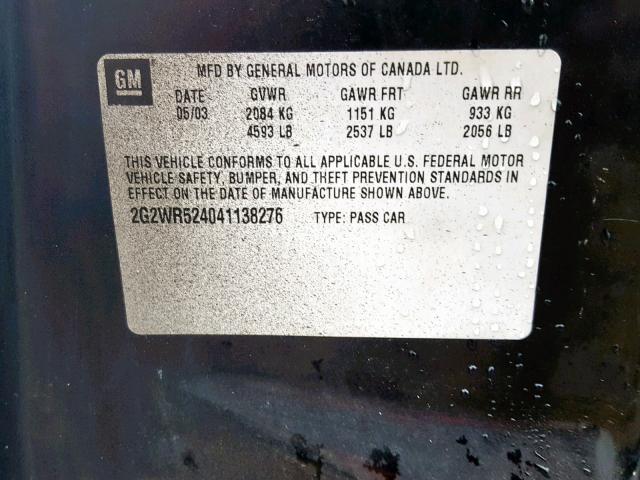 GM
MFD BY GENERAL MOTORS OF CANADA LTD.
DATE GVWR GAWR FRT GAWR RR
05/03 2084 KG 1151 KG 933 KG
4593 LB 2537 LB 2056 LB
THIS VEHICLE CONFORMS TO ALL APPLICABLE U.S. FEDERAL MOTOR
VEHICLE SAFETY, BUMPER, AND THEFT PREVENTION STANDARDS IN
EFFECT ON THE DATE OF MANUFACTURE SHOWN ABOVE.
2G2WR524041138276 TYPE: PASS CAR